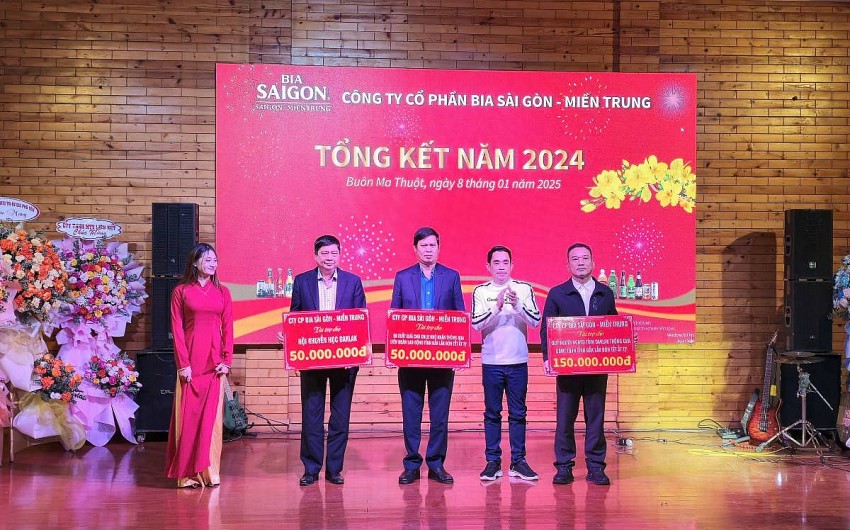 BIA
SAIGON
SAIGON - MIỀN TRUNG
CÔNG TY CỔ PHẦN BIA SÀI GÒN - MIỀN TRUNG
TỔNG KẾT NĂM 2024
Buôn Ma Thuột, ngày 8 tháng 01 năm 2025
CTY CP BIA SÀI GÒN - MIỀN TRUNG
Tài trợ cho
HỘI KHUYẾN HỌC ĐAKLAK
50.000.000đ
CTY CP BIA SÀI GÒN - MIỀN TRUNG
Tài trợ cho
50.000.000đ
CTY CP BIA SÀI GÒN - MIỀN TRUNG
Tài trợ cho
150.000.000đ